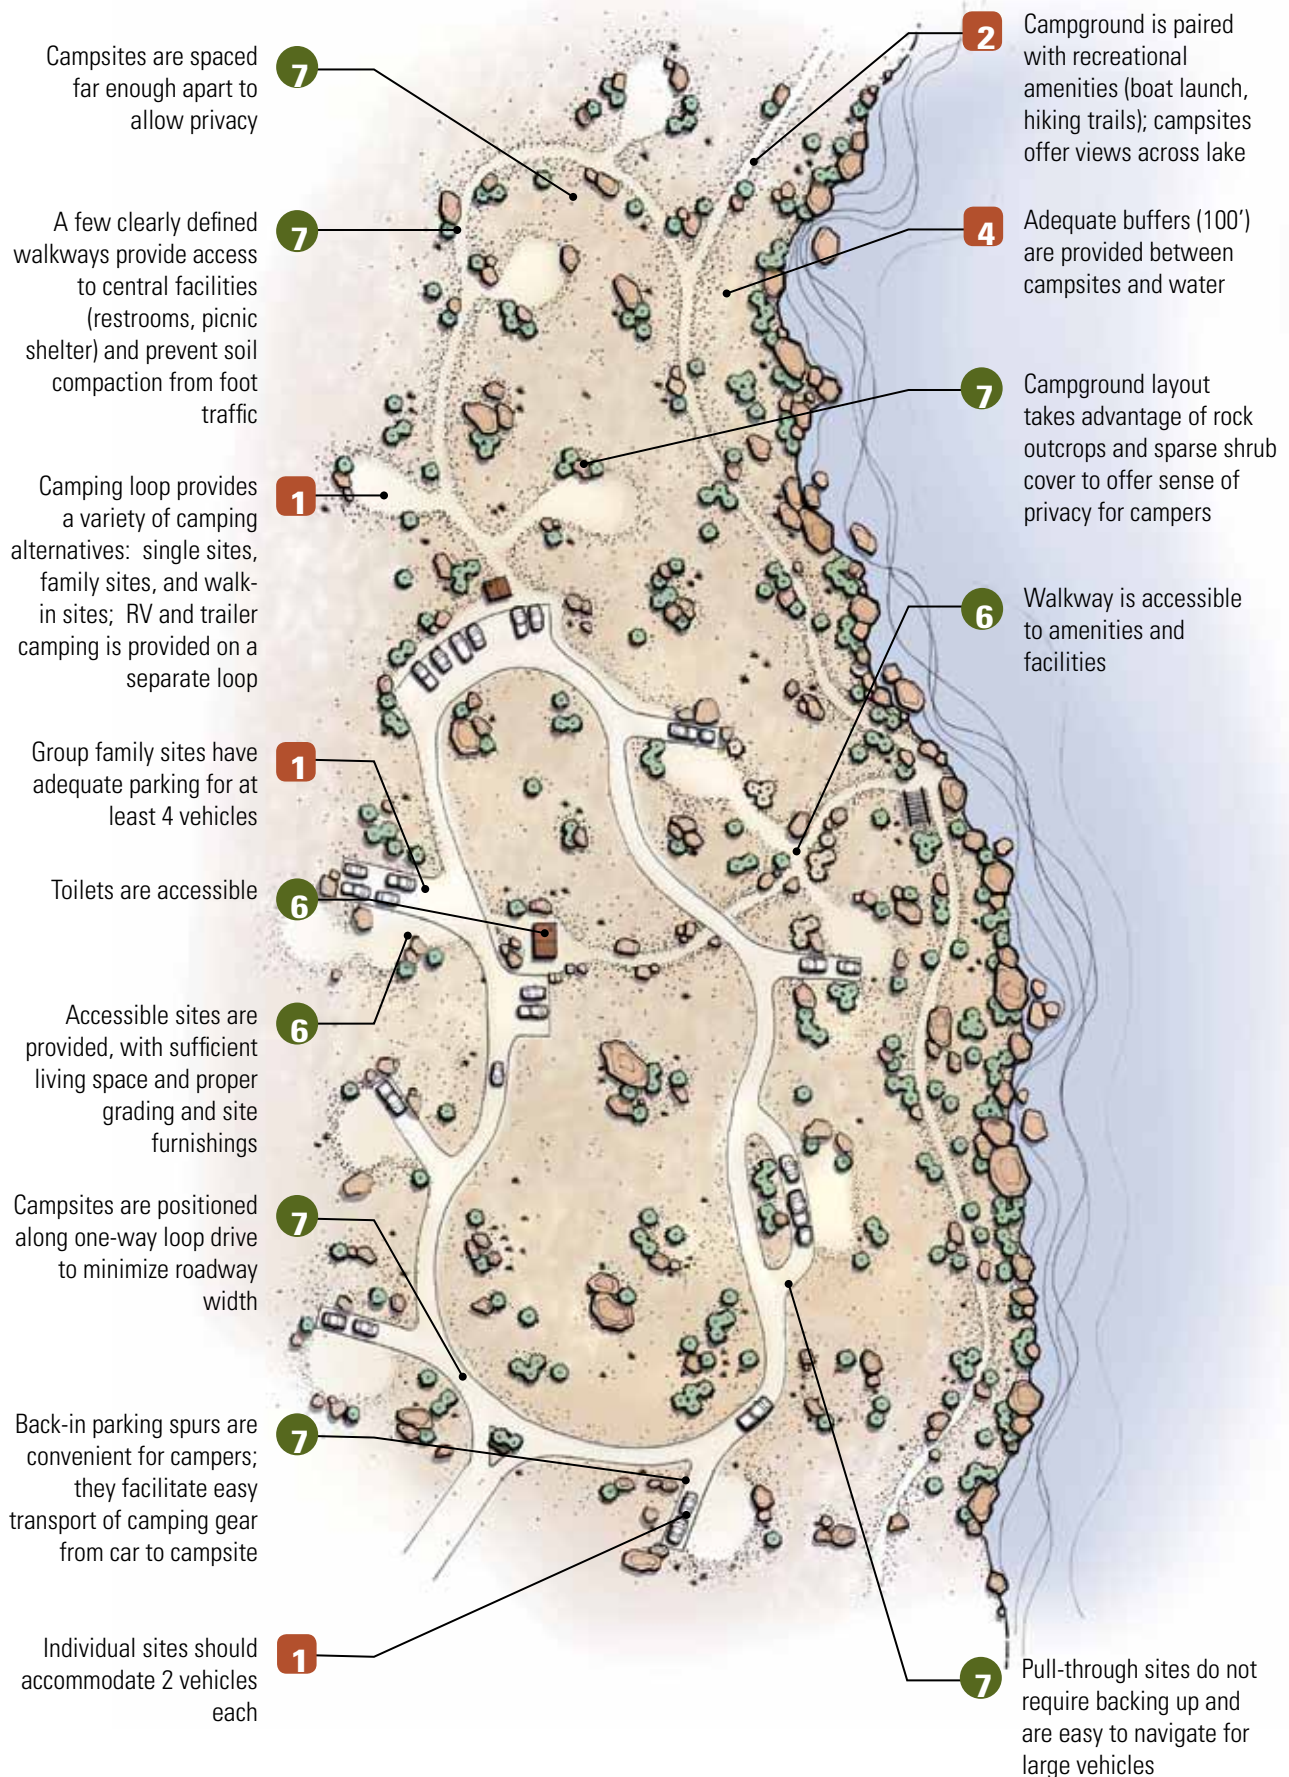 Campsites are spaced
far enough apart to
allow privacy
7
A few clearly defined
walkways provide access
to central facilities
(restrooms, picnic
shelter) and prevent soil
compaction from foot
traffic
7
Camping loop provides
a variety of camping
alternatives: single sites,
family sites, and walk-
in sites; RV and trailer
camping is provided on a
separate loop
1
Group family sites have
adequate parking for at
least 4 vehicles
1
Toilets are accessible
6
Accessible sites are
provided, with sufficient
living space and proper
grading and site
furnishings
6
Campsites are positioned
along one-way loop drive
to minimize roadway
width
7
Back-in parking spurs are
convenient for campers;
they facilitate easy
transport of camping gear
from car to campsite
7
Individual sites should
accommodate 2 vehicles
each
1
2
Campground is paired
with recreational
amenities (boat launch,
hiking trails); campsites
offer views across lake
4
Adequate buffers (100')
are provided between
campsites and water
7
Campground layout
takes advantage of rock
outcrops and sparse shrub
cover to offer sense of
privacy for campers
6
Walkway is accessible
to amenities and
facilities
7
Pull-through sites do not
require backing up and
are easy to navigate for
large vehicles